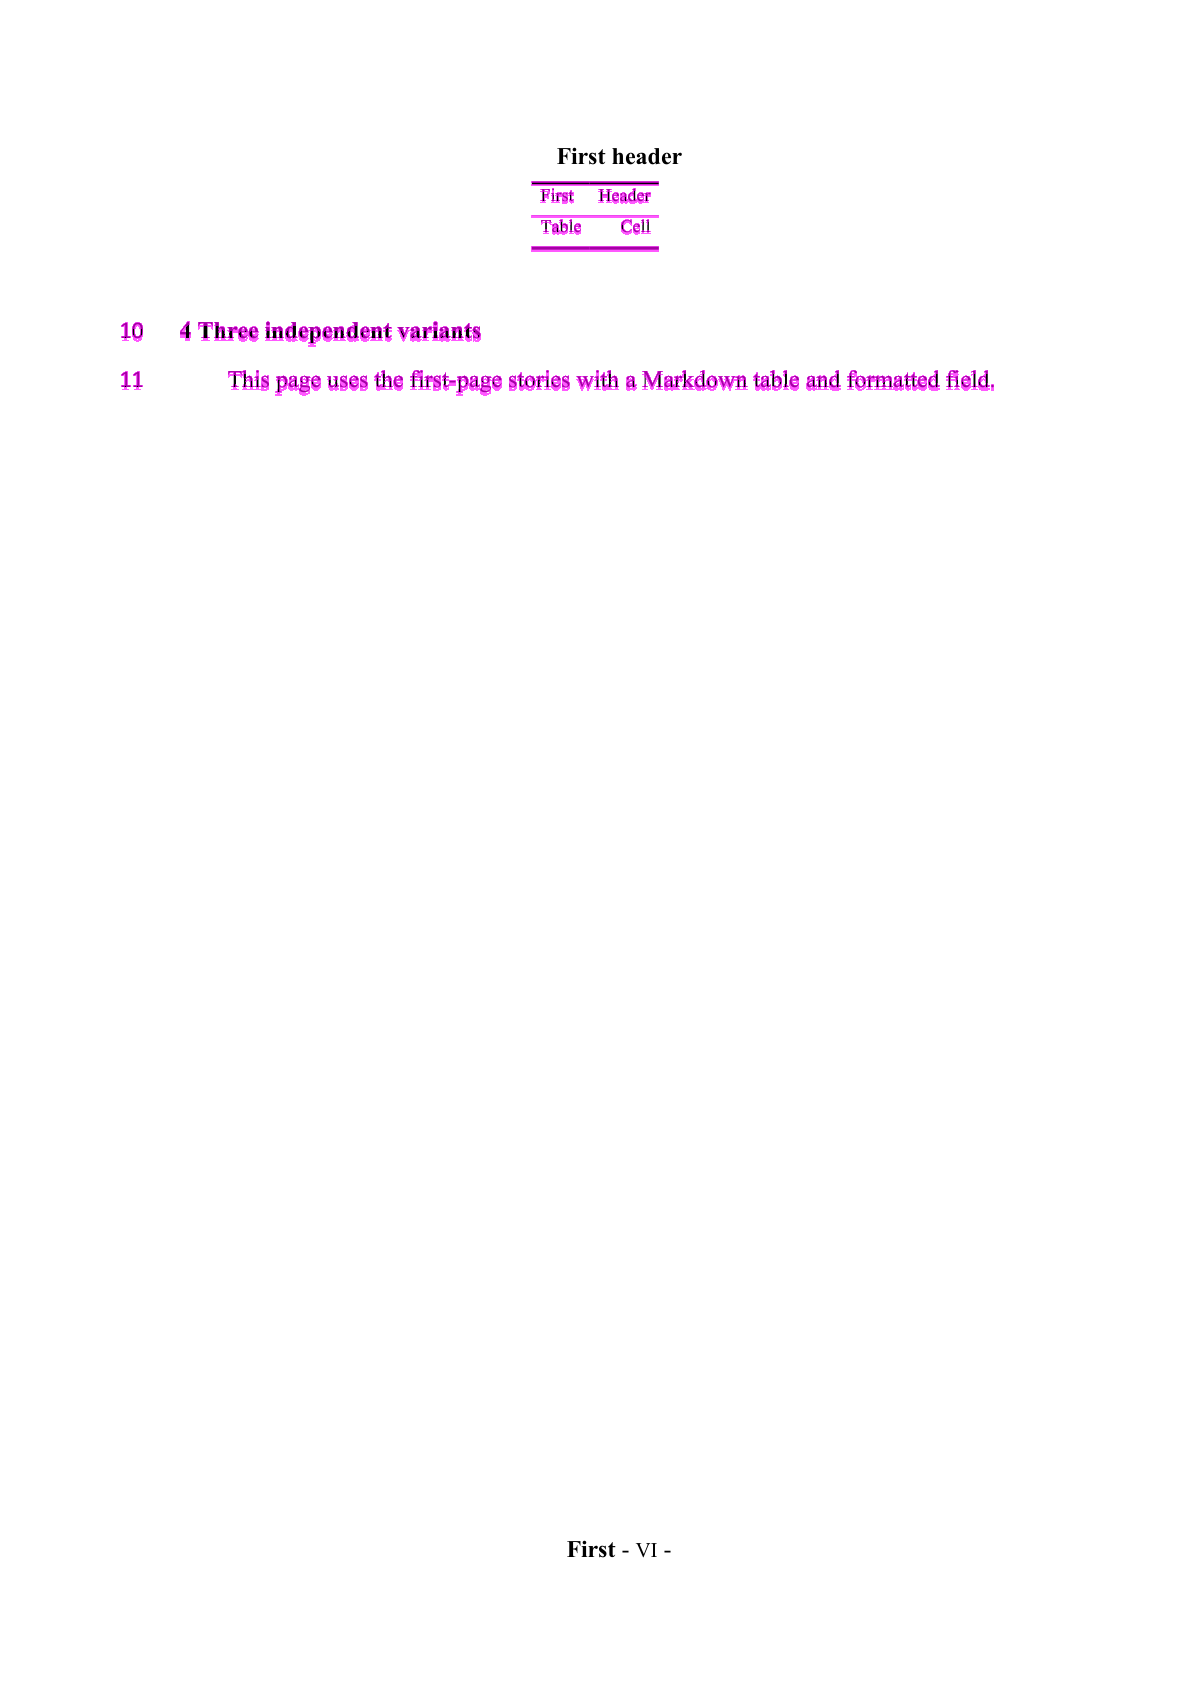 First header
First Header
Table Cell
10 4 Three independent variants
11 This page uses the first-page stories with a Markdown table and formatted field.
First - VI -